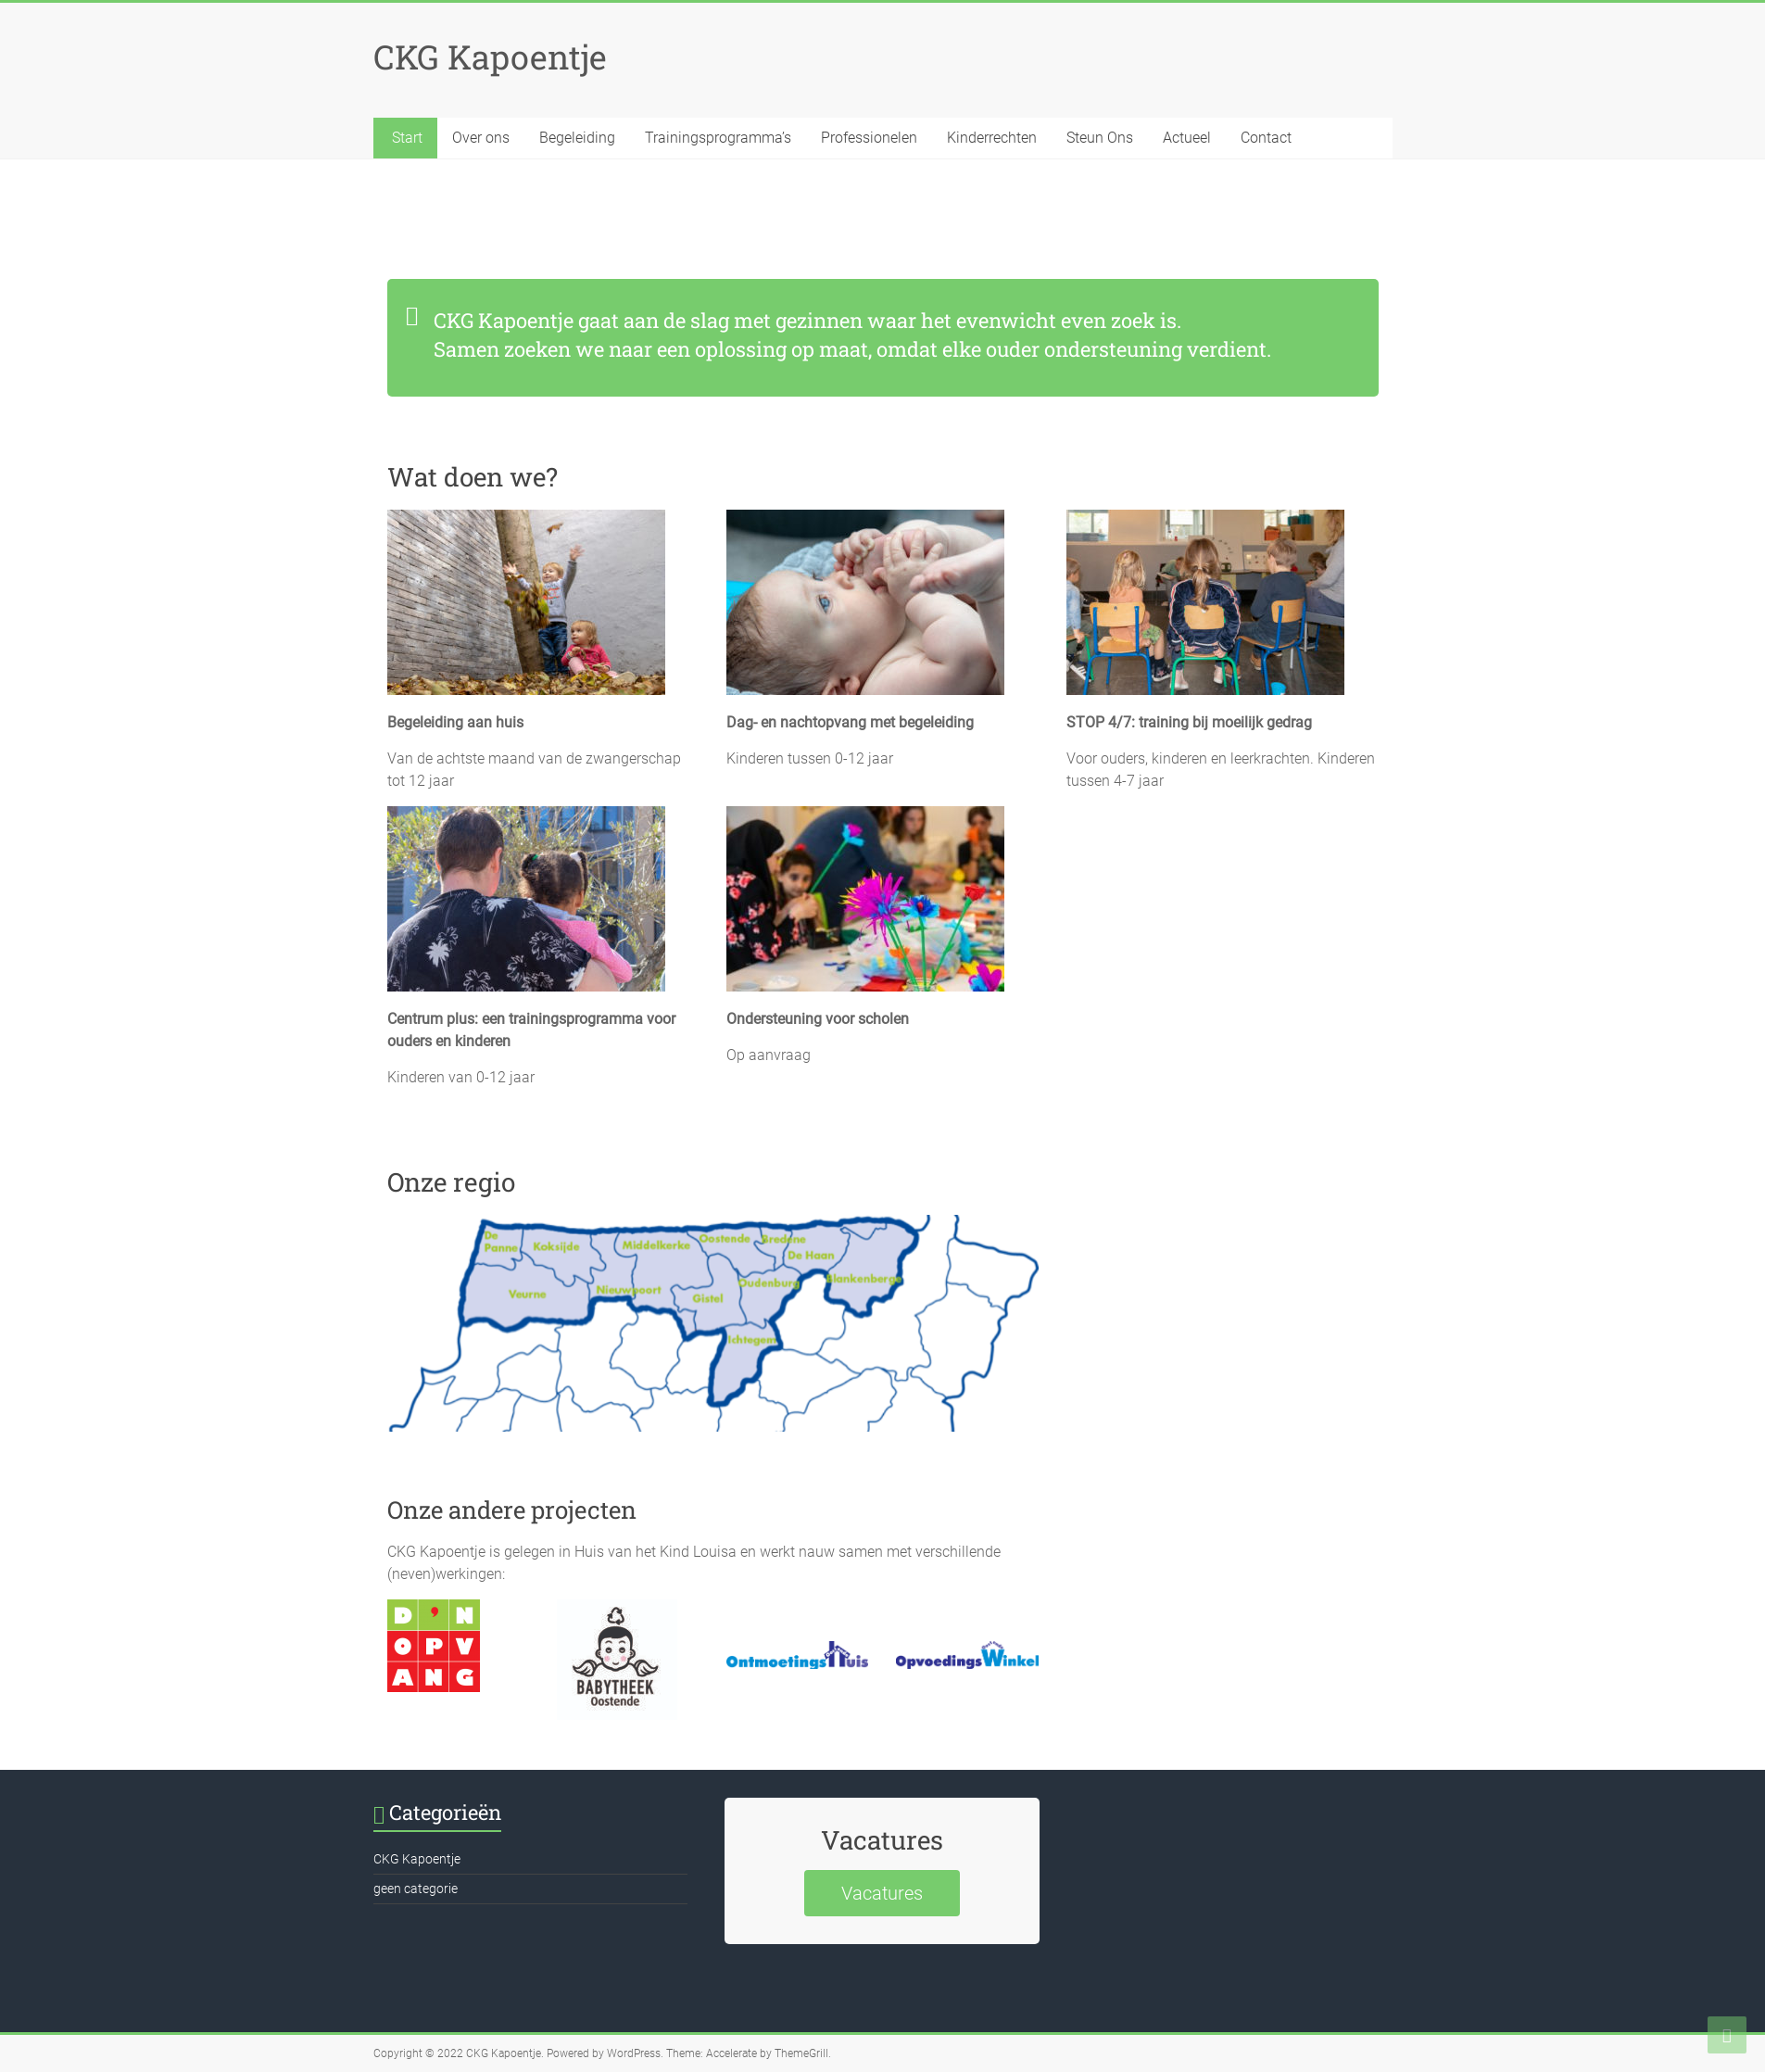 CKG Kapoentje
Start Over ons Begeleiding Trainingsprogramma's Professionelen Kinderrechten Steun Ons Actueel Contact
CKG Kapoentje gaat aan de slag met gezinnen waar het evenwicht even zoek is.
Samen zoeken we naar een oplossing op maat, omdat elke ouder ondersteuning verdient.
Wat doen we?
Begeleiding aan huis
Van de achtste maand van de zwangerschap
tot 12 jaar
Dag- en nachtopvang met begeleiding
Kinderen tussen 0-12 jaar
STOP 4/7: training bij moeilijk gedrag
Voor ouders, kinderen en leerkrachten. Kinderen
tussen 4-7 jaar
Centrum plus: een trainingsprogramma voor
ouders en kinderen
Kinderen van 0-12 jaar
Ondersteuning voor scholen
Op aanvraag
Onze regio
De
Panne
Koksijde
Middelkerke
Oostende
Bredene
De Haan
Veurne
Nieuwpoort
Gistel
Oudenburg
Blankenberge
Ichtegem
Onze andere projecten
CKG Kapoentje is gelegen in Huis van het Kind Louisa en werkt nauw samen met verschillende
(neven)werkingen:
D'N
OPV
ANG
BABYTHEEK
Oostende
OntmoetingsHuis
OpvoedingsWinkel
Categorieën
CKG Kapoentje
geen categorie
Vacatures
Vacatures
Copyright © 2022 CKG Kapoentje. Powered by WordPress. Theme: Accelerate by ThemeGrill.